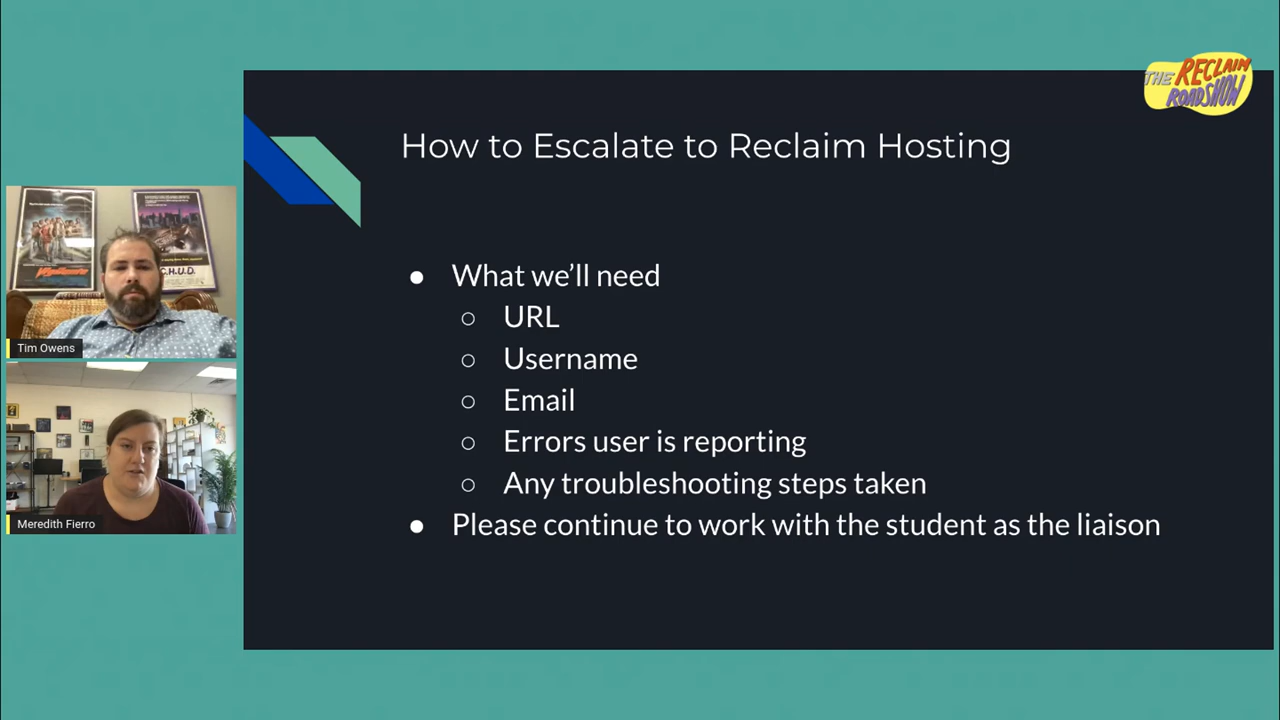 THE RECLAIM
ROADSHOW
How to Escalate to Reclaim Hosting
● What we’ll need
○ URL
○ Username
○ Email
○ Errors user is reporting
○ Any troubleshooting steps taken
● Please continue to work with the student as the liaison
C.H.U.D.
Tim Owens
Meredith Fierro